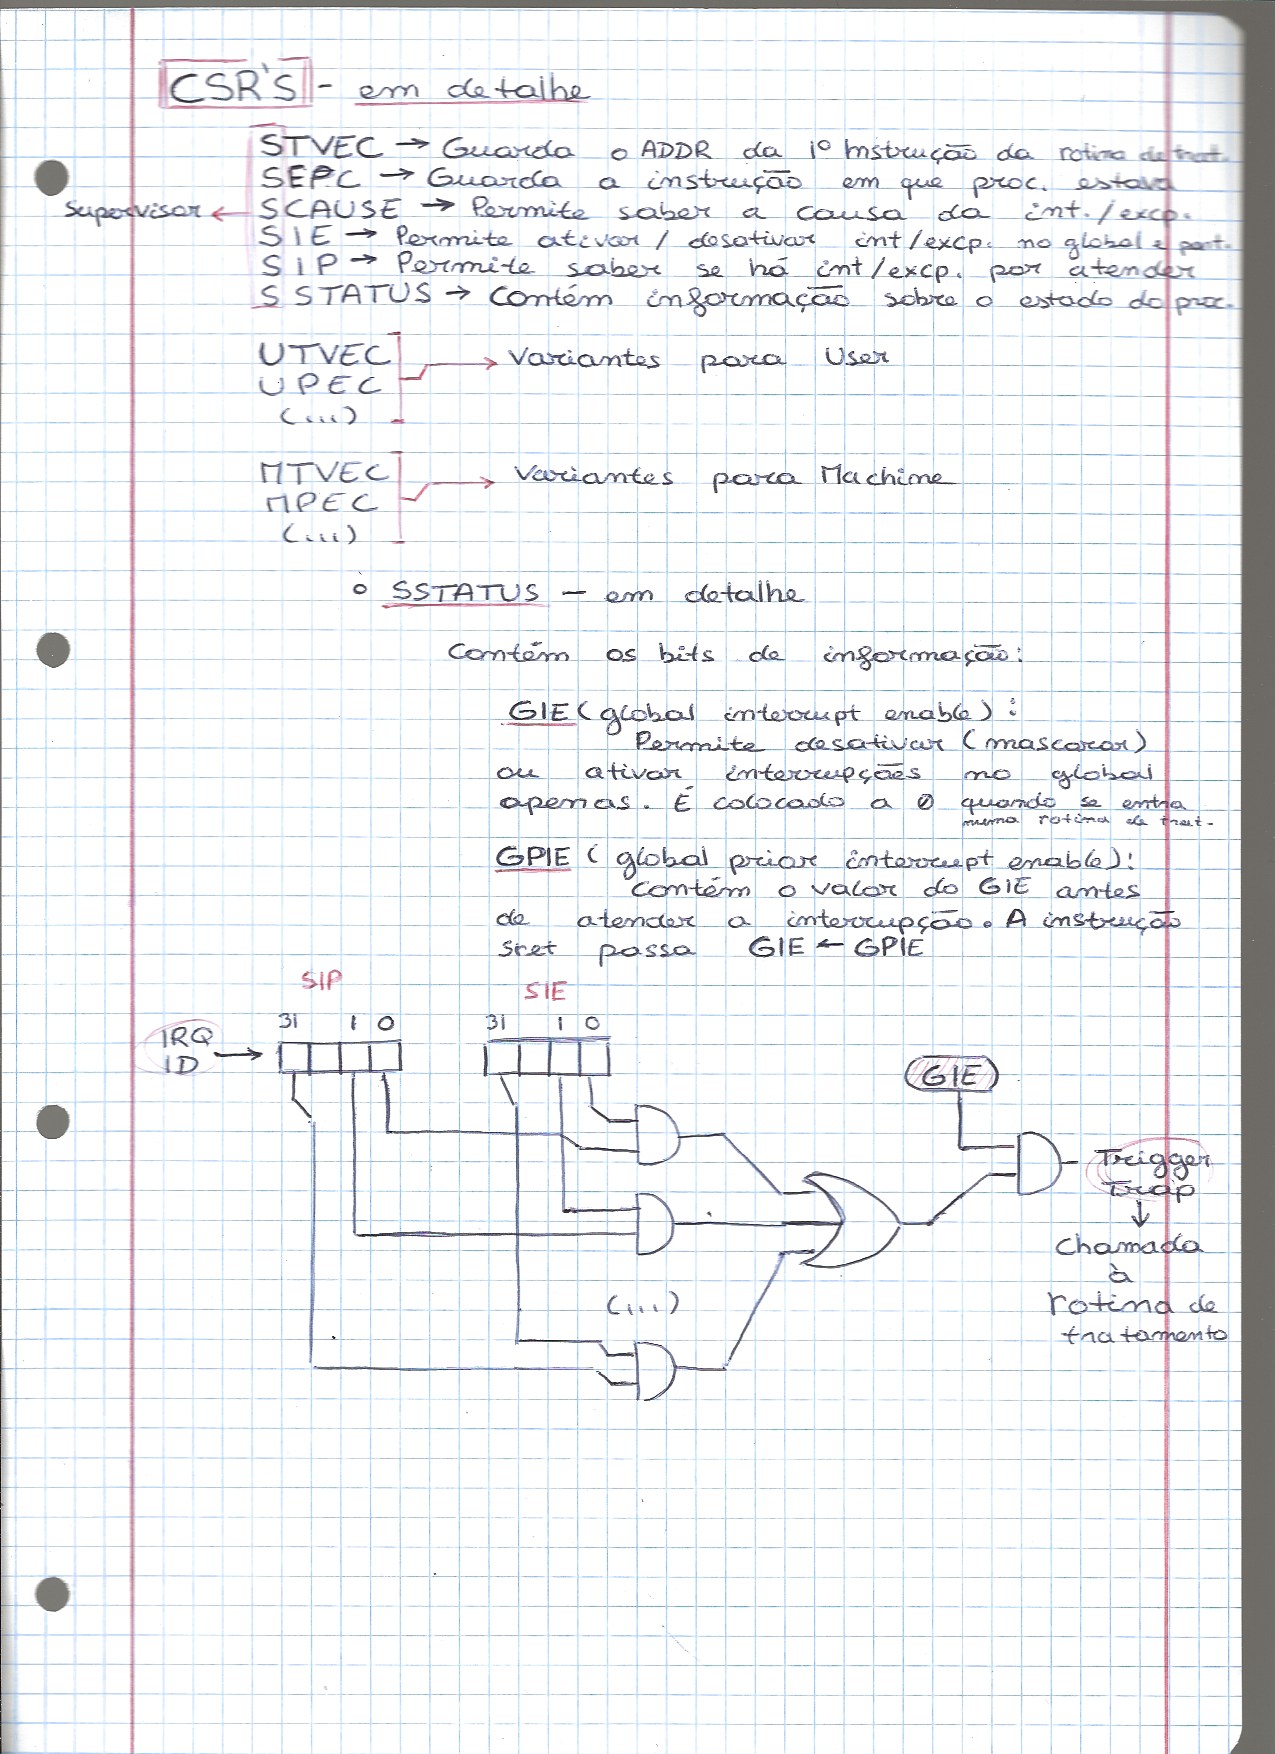 CSR'S - em detalhe
STVEC → Guarda o ADDR da 1º Instrução da rotina de trat.
SEPC → Guarda a instrução em que proc. estava
Supervisor ← SCAUSE → Permite saber a causa da int./excp.
SIE → Permite ativar / desativar int/excp. no global e part.
SIP → Permite saber se há int/excp. por atender
SSTATUS → Contém informação sobre o estado do proc.
UTVEC → Variantes para User
UPEC
(...)
MTVEC → Variantes para Machine
MPEC
(...)
o SSTATUS - em detalhe
Contém os bits de informação:
GIE (global interrupt enable):
Permite desativar (mascarar)
ou ativar interrupções no global
apenas. É colocado a 0 quando se entra
numa rotina de trat.
GPIE (global prior interrupt enable):
Contém o valor do GIE antes
de atender a interrupção. A instrução
sret passa GIE ← GPIE
SIP SIE
31 1 0 31 1 0
IRQ
ID →
GIE
Trigger
Trap
↓
Chamada
à
rotina de
tratamento
(...)